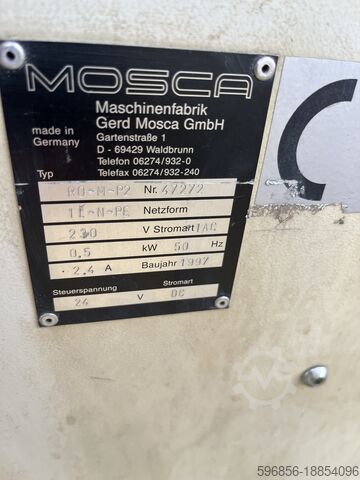 MOSCA
Maschinenfabrik
Gerd Mosca GmbH
made in Germany
Gartenstraße 1
D - 69429 Waldbrunn
Telefon 06274/932-0
Telefax 06274/932-240
Typ RO-M-P2 Nr. 47272
1L-N-PE Netzform
230 V Stromart 1AC
0,5 kW 50 Hz
2,4 A Baujahr 1997
Steuerspannung Stromart
24 V DC
596856-18854096